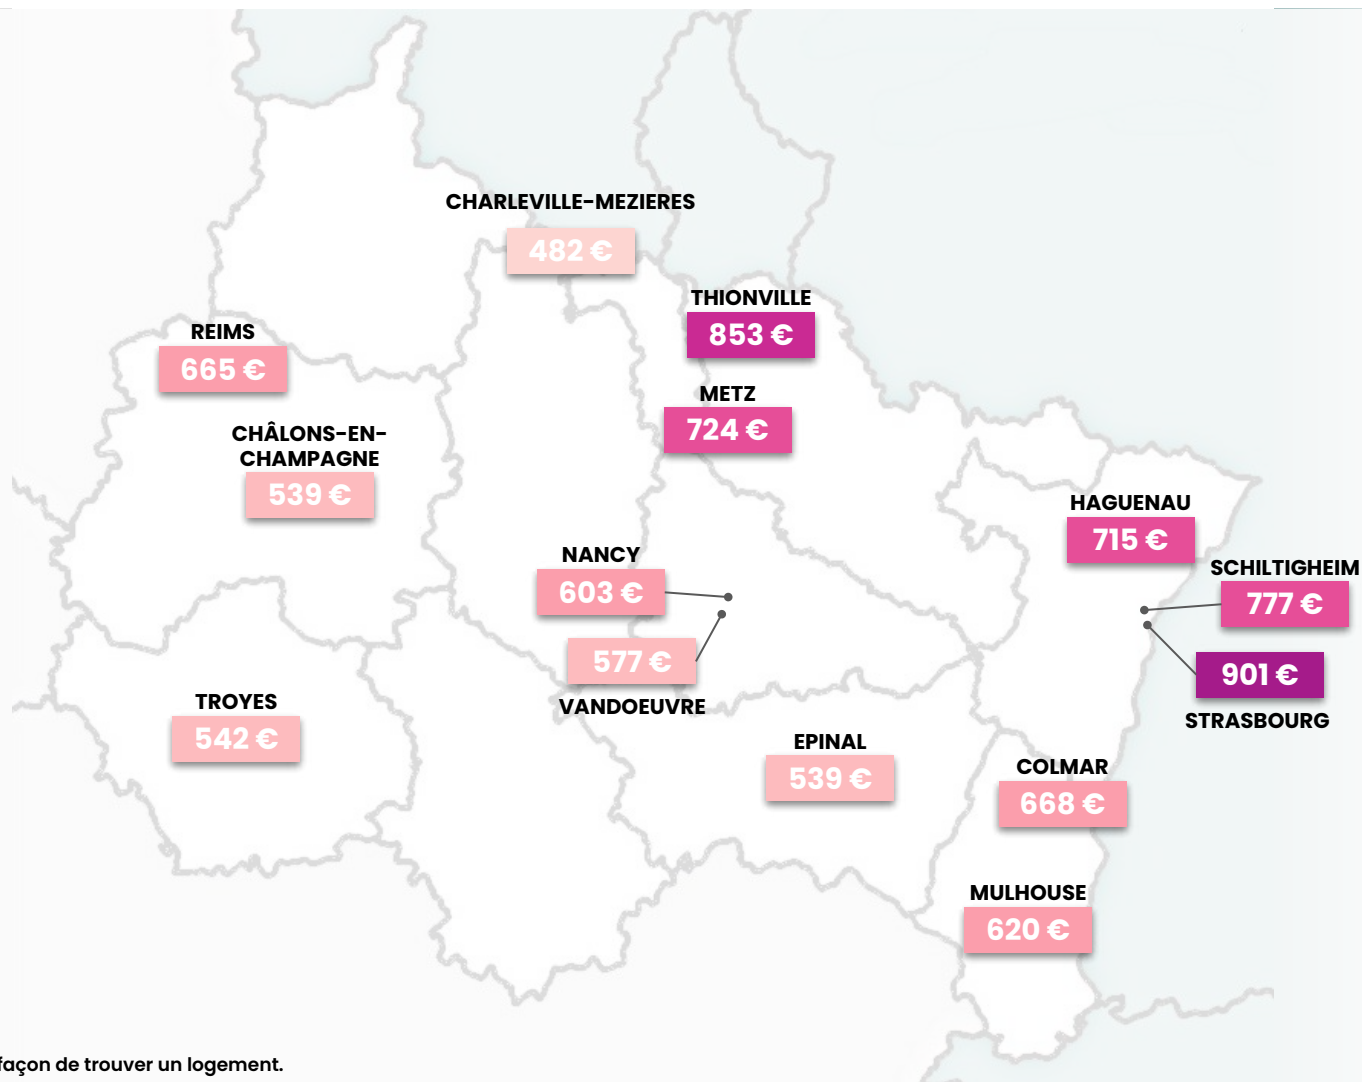 CHARLEVILLE-MEZIERES
482 €
THIONVILLE
853 €
REIMS
665 €
METZ
724 €
CHÂLONS-EN-
CHAMPAGNE
539 €
HAGUENAU
715 €
NANCY
603 €
SCHILTIGHEIM
777 €
577 €
VANDOEUVRE
901 €
STRASBOURG
TROYES
542 €
EPINAL
539 €
COLMAR
668 €
MULHOUSE
620 €
façon de trouver un logement.